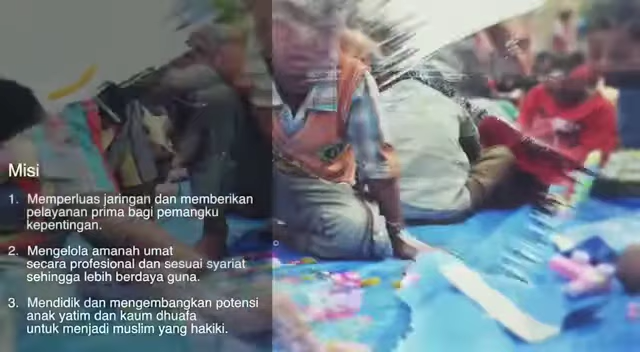 Misi
1. Memperluas jaringan dan memberikan
pelayanan prima bagi pemangku
kepentingan.
2. Mengelola amanah umat
secara profesional dan sesuai syariat
sehingga lebih berdaya guna.
3. Mendidik dan mengembangkan potensi
anak yatim dan kaum dhuafa
untuk menjadi muslim yang hakiki.